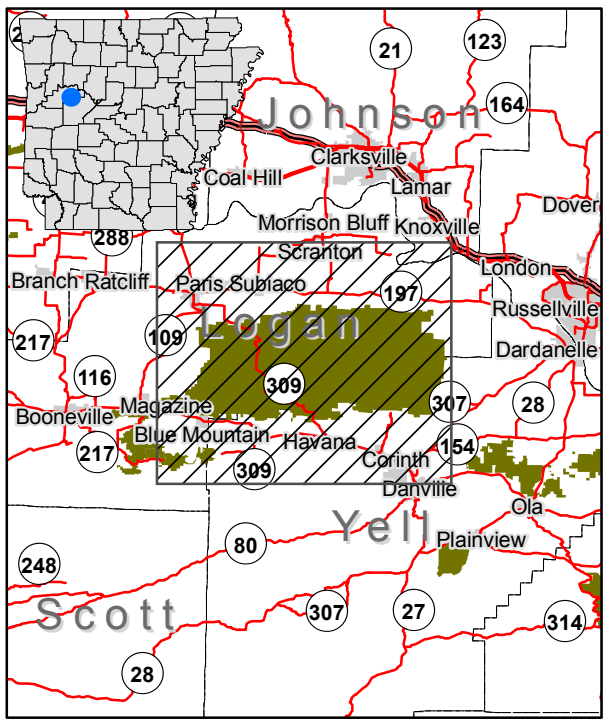 21
123
164
Johnson
Clarksville
Coal Hill
Lamar
Dover
Morrison Bluff
Knoxville
288
Scranton
London
Branch
Ratcliff
Paris
Subiaco
197
Russellville
Logan
217
109
Dardanelle
116
309
307
28
Booneville
Magazine
217
Blue Mountain
Havana
154
309
Corinth
Danville
Ola
Yell
80
Plainview
248
Scott
307
27
314
28